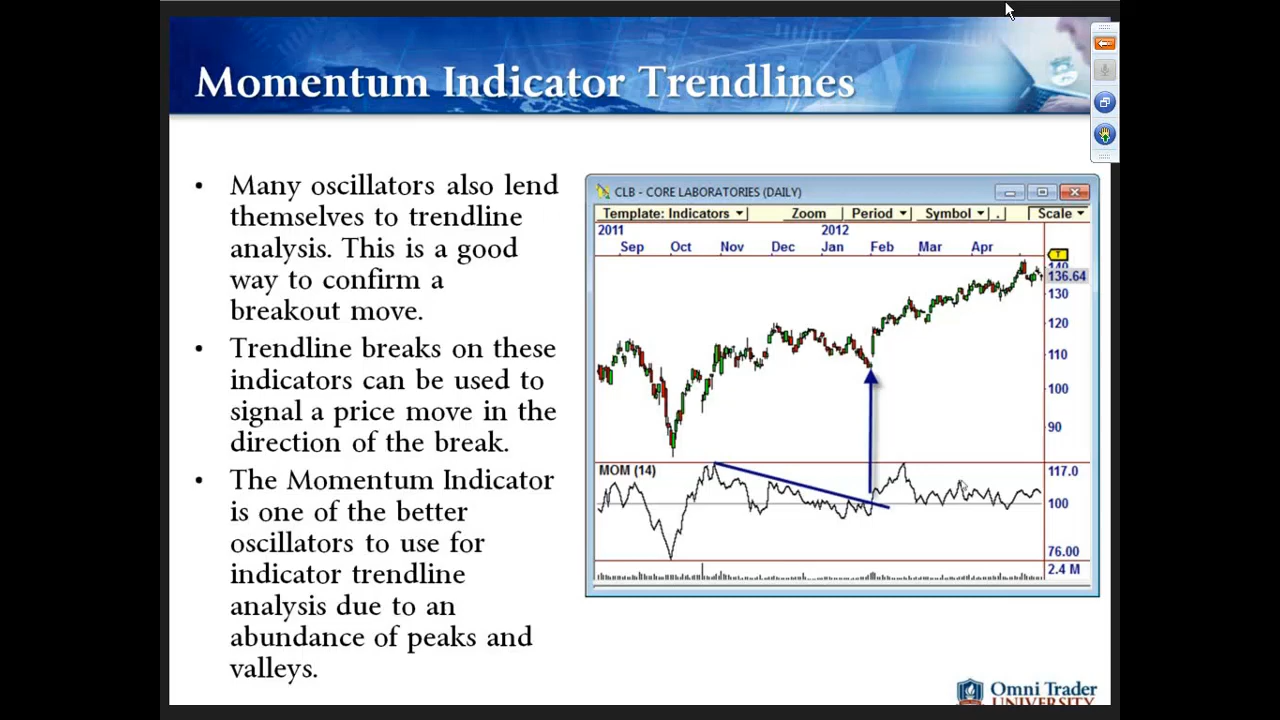 Momentum Indicator Trendlines
• Many oscillators also lend
themselves to trendline
analysis. This is a good
way to confirm a
breakout move.
• Trendline breaks on these
indicators can be used to
signal a price move in the
direction of the break.
• The Momentum Indicator
is one of the better
oscillators to use for
indicator trendline
analysis due to an
abundance of peaks and
valleys.
CLB - CORE LABORATORIES (DAILY)
Template: Indicators Zoom Period Symbol . Scale
2011 2012
Sep Oct Nov Dec Jan Feb Mar Apr
T
140
136.64
130
120
110
100
90
MOM (14) 117.0
100
76.00
2.4 M
Omni Trader
UNIVERSITY